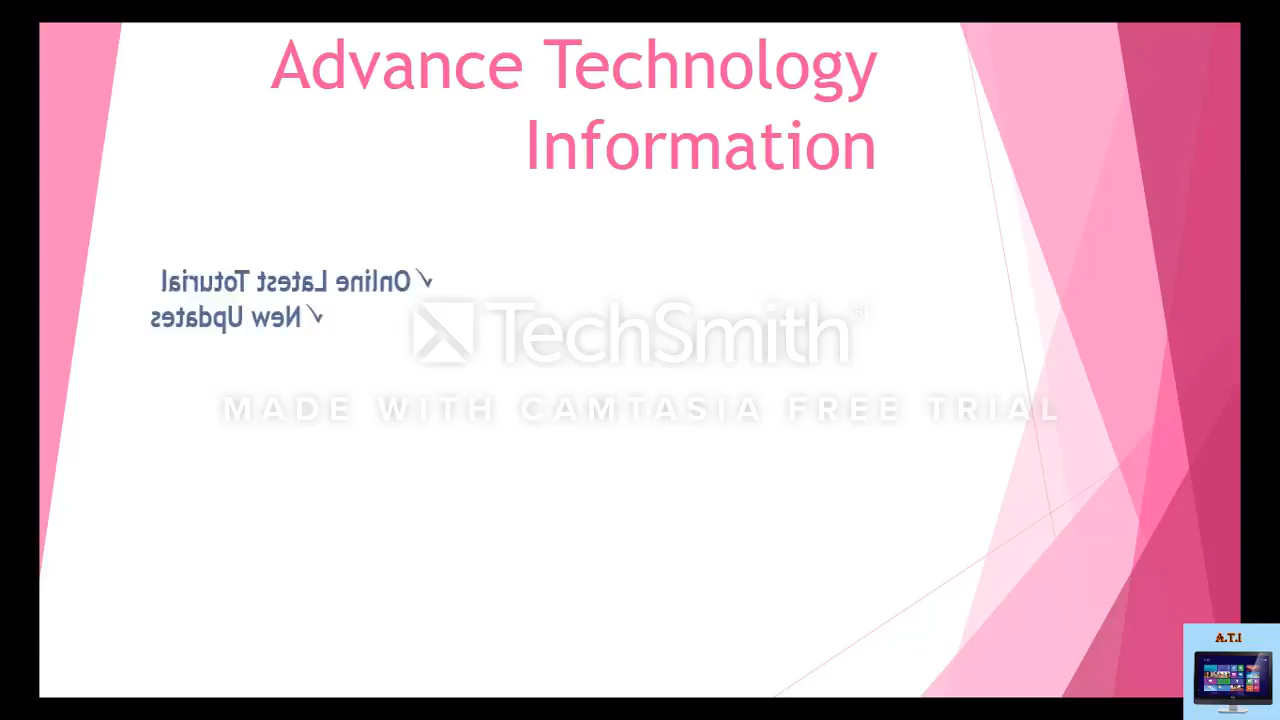 Advance Technology
Information
✓Online Latest Toturial
✓New Updates
TechSmith®
MADE WITH CAMTASIA FREE TRIAL
A.T.I